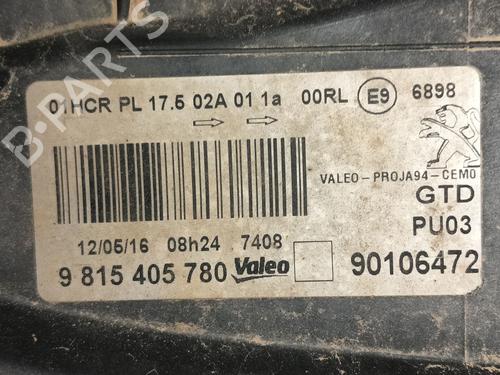 B-PARTS
01HCR PL 17.5 02A 01 1a 00RL E9 6898
VALEO-PROJA94-CEMO
GTD
PU03
12/05/16 08h24 7408
9 815 405 780 Valeo 90106472